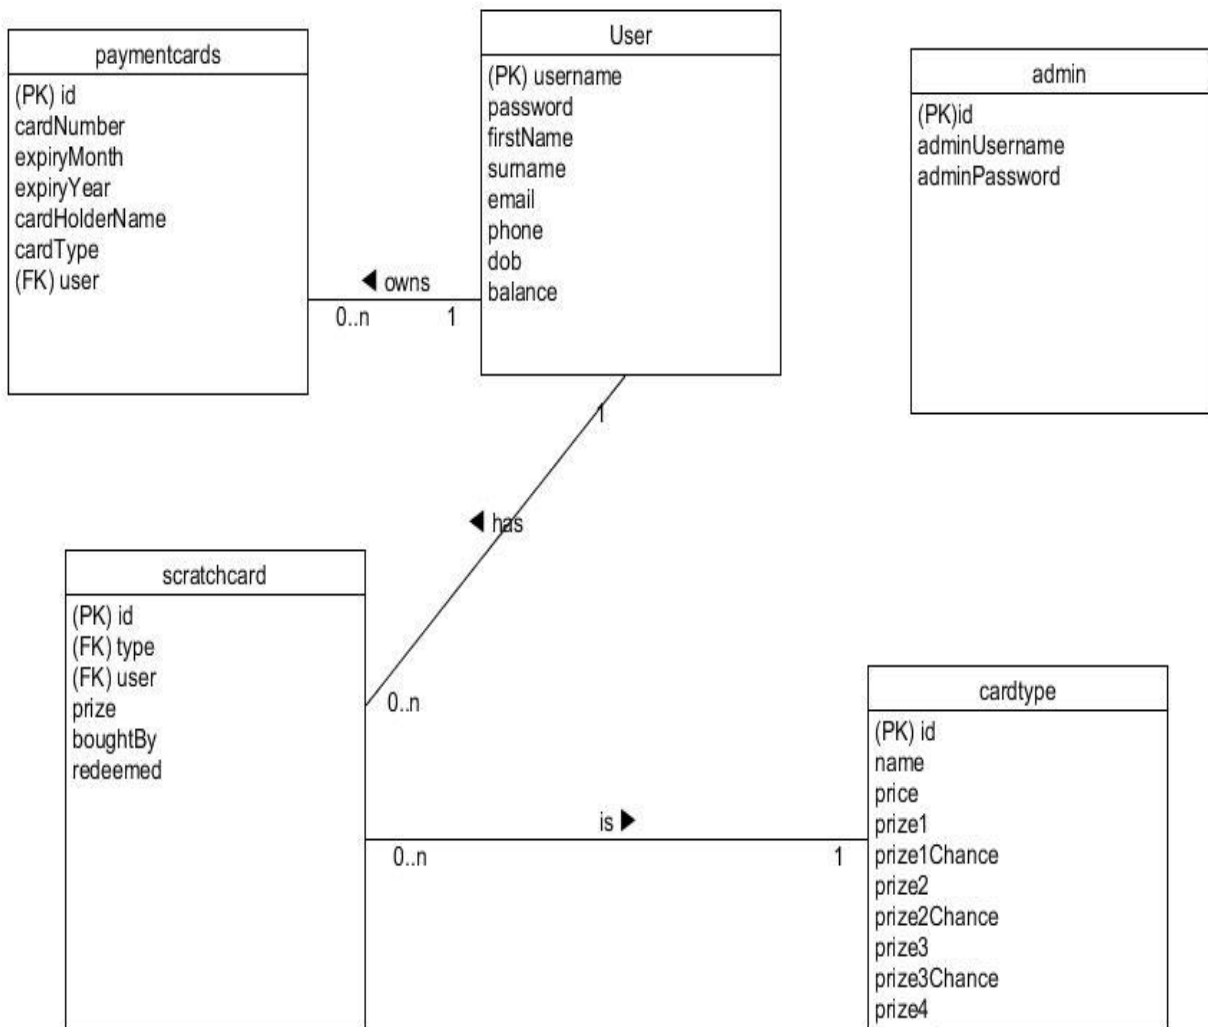 paymentcards
(PK) id
cardNumber
expiryMonth
expiryYear
cardHolderName
cardType
(FK) user
User
(PK) username
password
firstName
surname
email
phone
dob
balance
admin
(PK)id
adminUsername
adminPassword
◀ owns
0..n
1
1
◀ has
0..n
scratchcard
(PK) id
(FK) type
(FK) user
prize
boughtBy
redeemed
is ▶
0..n
1
cardtype
(PK) id
name
price
prize1
prize1Chance
prize2
prize2Chance
prize3
prize3Chance
prize4